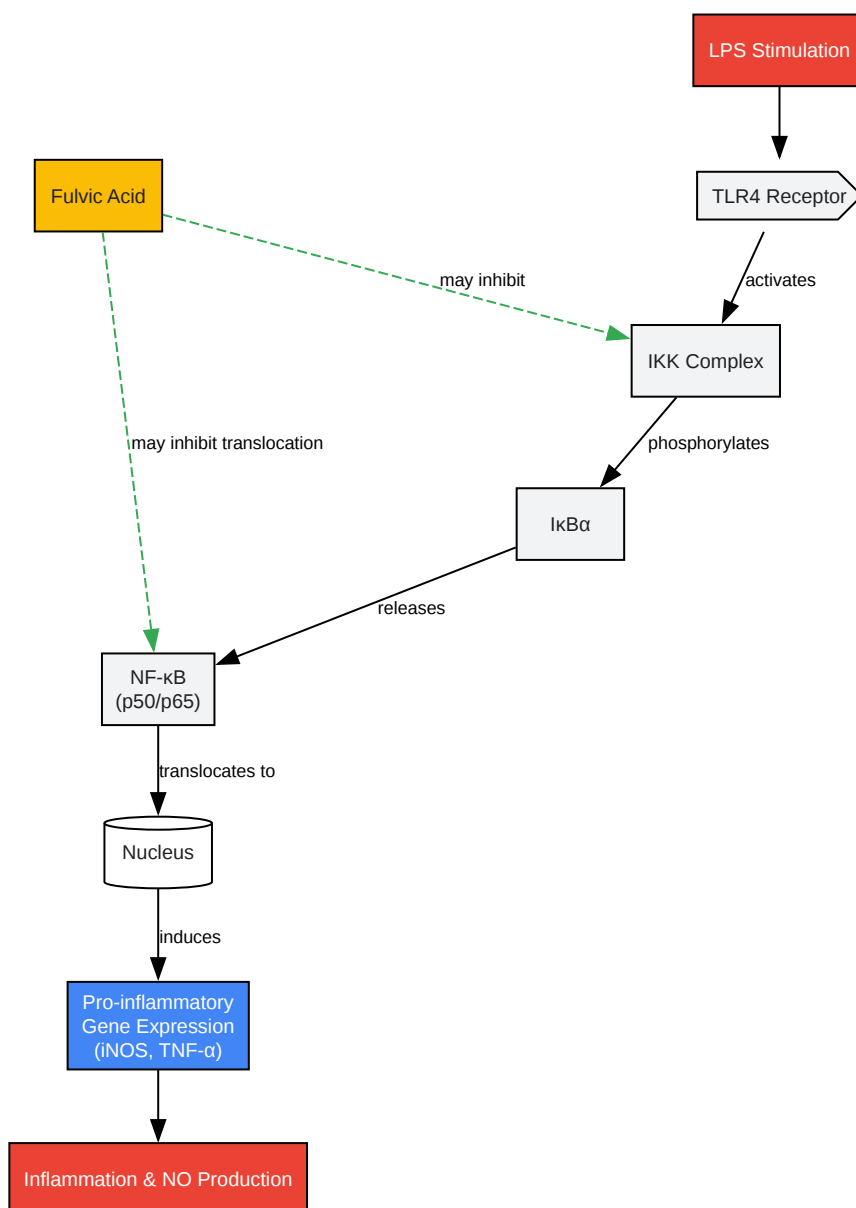 LPS Stimulation
Fulvic Acid
TLR4 Receptor
may inhibit
activates
IKK Complex
may inhibit translocation
phosphorylates
IκBα
releases
NF-κB
(p50/p65)
translocates to
Nucleus
induces
Pro-inflammatory
Gene Expression
(iNOS, TNF-α)
Inflammation & NO Production